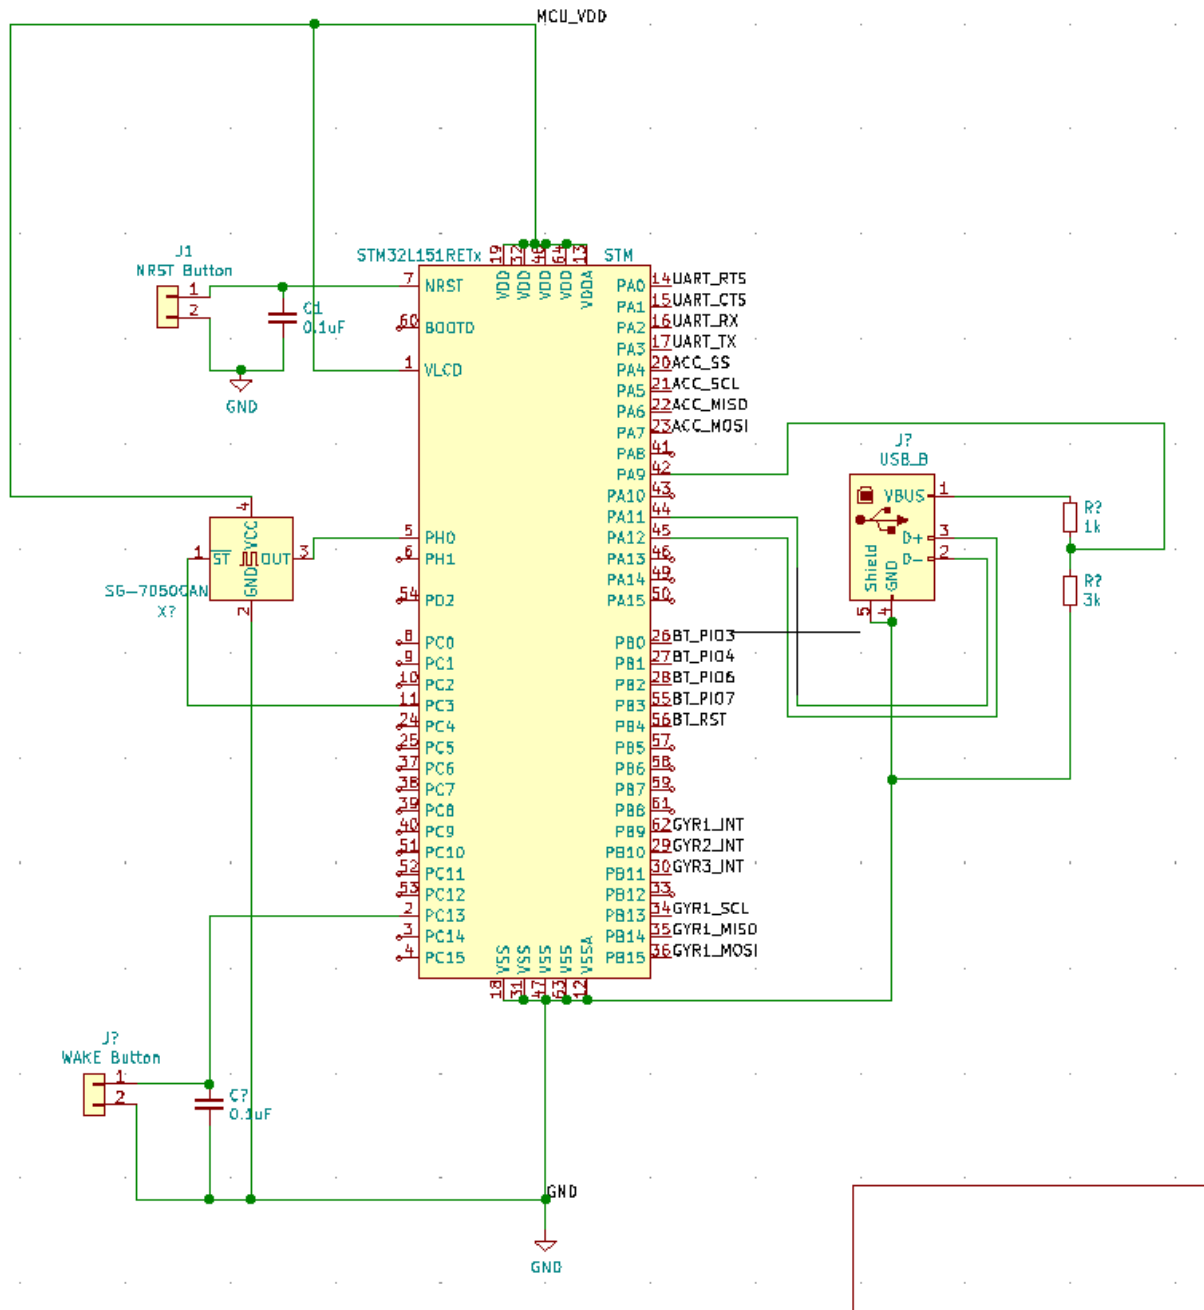 MCU_VDD
J1
NRST Button
1
2
C1
0.1uF
GND
STM32L151RETx
STM
19
32
48
64
13
VDD
VDD
VDD
VDD
VDDA
7 NRST
60 BOOT0
1 VLCD
5 PH0
6 PH1
54 PD2
8 PC0
9 PC1
10 PC2
11 PC3
24 PC4
25 PC5
37 PC6
38 PC7
39 PC8
40 PC9
51 PC10
52 PC11
53 PC12
2 PC13
3 PC14
4 PC15
PA0 14 UART_RTS
PA1 15 UART_CTS
PA2 16 UART_RX
PA3 17 UART_TX
PA4 20 ACC_SS
PA5 21 ACC_SCL
PA6 22 ACC_MISO
PA7 23 ACC_MOSI
PA8 41
PA9 42
PA10 43
PA11 44
PA12 45
PA13 46
PA14 49
PA15 50
PB0 26 BT_PIO3
PB1 27 BT_PIO4
PB2 28 BT_PIO6
PB3 55 BT_PIO7
PB4 56 BT_RST
PB5 57
PB6 58
PB7 59
PB8 61
PB9 62 GYR1_INT
PB10 29 GYR2_INT
PB11 30 GYR3_INT
PB12 33
PB13 34 GYR1_SCL
PB14 35 GYR1_MISO
PB15 36 GYR1_MOSI
VSS
VSS
VSS
VSS
VSSA
18
31
47
63
12
4
VCC
1 ST
OUT 3
GND
2
SG-7050CAN
X?
J?
USB_B
VBUS 1
D+ 3
D- 2
Shield
GND
5
4
R?
1k
R?
3k
J?
WAKE Button
1
2
C?
0.1uF
GND
GND